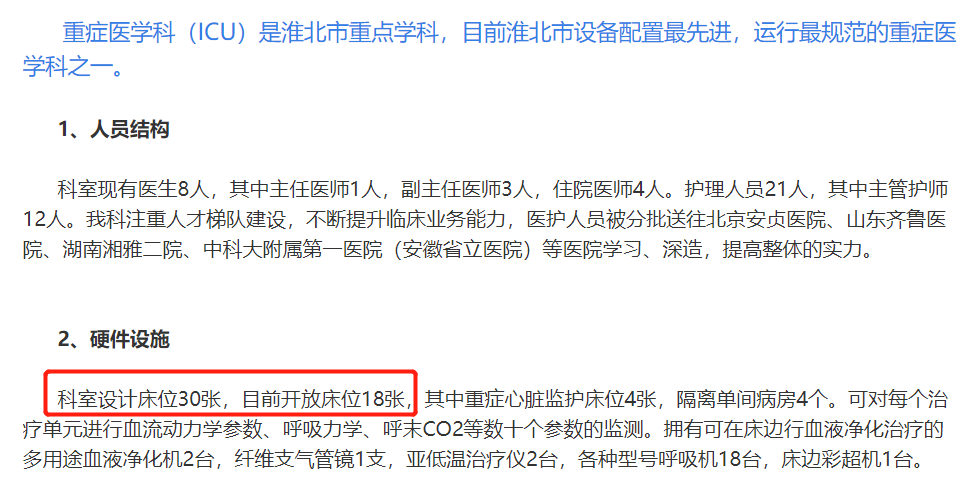 重症医学科（ICU）是淮北市重点学科，目前淮北市设备配置最先进，运行最规范的重症医
学科之一。
1、人员结构
科室现有医生8人，其中主任医师1人，副主任医师3人，住院医师4人。护理人员21人，其中主管护师
12人。我科注重人才梯队建设，不断提升临床业务能力，医护人员被分批送往北京安贞医院、山东齐鲁医
院、湖南湘雅二院、中科大附属第一医院（安徽省立医院）等医院学习、深造，提高整体的实力。
2、硬件设施
科室设计床位30张，目前开放床位18张，其中重症心脏监护床位4张，隔离单间病房4个。可对每个治
疗单元进行血流动力学参数、呼吸力学、呼末CO2等数十个参数的监测。拥有可在床边行血液净化治疗的
多用途血液净化机2台，纤维支气管镜1支，亚低温治疗仪2台，各种型号呼吸机18台，床边彩超机1台。